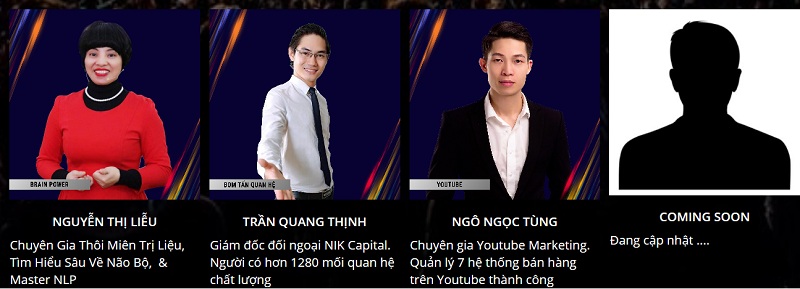 BRAIN POWER
NGUYỄN THỊ LIỄU
Chuyên Gia Thôi Miên Trị Liệu,
Tìm Hiểu Sâu Về Não Bộ, &
Master NLP
BOM TẤN QUAN HỆ
TRẦN QUANG THỊNH
Giám đốc đối ngoại NIK Capital.
Người có hơn 1280 mối quan hệ
chất lượng
YOUTUBE
NGÔ NGỌC TÙNG
Chuyên gia Youtube Marketing.
Quản lý 7 hệ thống bán hàng
trên Youtube thành công
COMING SOON
Đang cập nhật ....